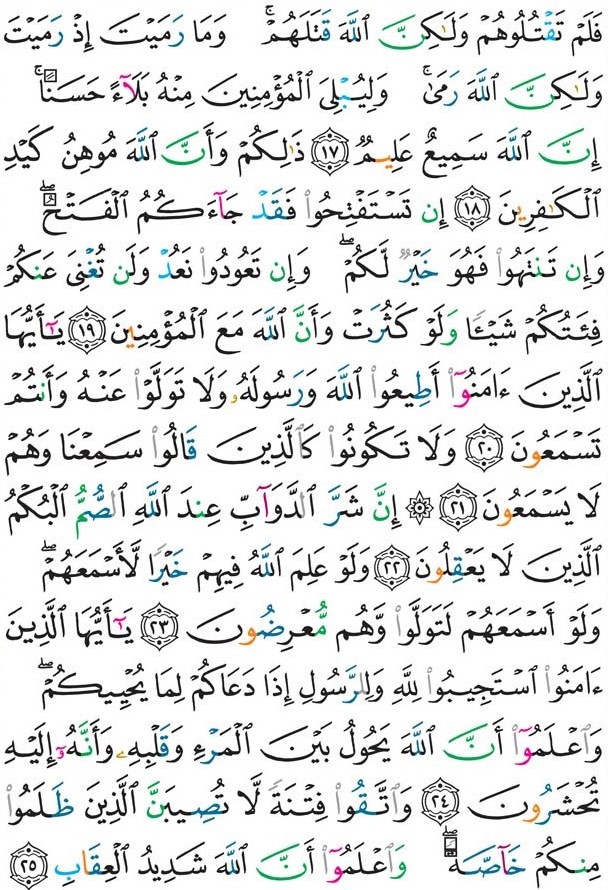 فَلَمْ تَقْتُلُوهُمْ وَلَٰكِنَّ ٱللَّهَ قَتَلَهُمْ ۚ وَمَا رَمَيْتَ إِذْ رَمَيْتَ
وَلَٰكِنَّ ٱللَّهَ رَمَىٰ ۚ وَلِيُبْلِىَ ٱلْمُؤْمِنِينَ مِنْهُ بَلَآءً حَسَنًا ۚ
إِنَّ ٱللَّهَ سَمِيعٌ عَلِيمٌ ﴿١٧﴾ ذَٰلِكُمْ وَأَنَّ ٱللَّهَ مُوهِنُ كَيْدِ
ٱلْكَٰفِرِينَ ﴿١٨﴾ إِن تَسْتَفْتِحُوا۟ فَقَدْ جَآءَكُمُ ٱلْفَتْحُ ۖ
وَإِن تَنتَهُوا۟ فَهُوَ خَيْرٌ لَّكُمْ ۖ وَإِن تَعُودُوا۟ نَعُدْ وَلَن تُغْنِىَ عَنكُمْ
فِئَتُكُمْ شَيْـًٔا وَلَوْ كَثُرَتْ وَأَنَّ ٱللَّهَ مَعَ ٱلْمُؤْمِنِينَ ﴿١٩﴾ يَٰٓأَيُّهَا
ٱلَّذِينَ ءَامَنُوٓا۟ أَطِيعُوا۟ ٱللَّهَ وَرَسُولَهُۥ وَلَا تَوَلَّوْا۟ عَنْهُ وَأَنتُمْ
تَسْمَعُونَ ﴿٢٠﴾ وَلَا تَكُونُوا۟ كَٱلَّذِينَ قَالُوا۟ سَمِعْنَا وَهُمْ
لَا يَسْمَعُونَ ﴿٢١﴾ ۞ إِنَّ شَرَّ ٱلدَّوَآبِّ عِندَ ٱللَّهِ ٱلصُّمُّ ٱلْبُكْمُ
ٱلَّذِينَ لَا يَعْقِلُونَ ﴿٢٢﴾ وَلَوْ عَلِمَ ٱللَّهُ فِيهِمْ خَيْرًا لَّأَسْمَعَهُمْ ۖ
وَلَوْ أَسْمَعَهُمْ لَتَوَلَّوا۟ وَّهُم مُّعْرِضُونَ ﴿٢٣﴾ يَٰٓأَيُّهَا ٱلَّذِينَ
ءَامَنُوا۟ ٱسْتَجِيبُوا۟ لِلَّهِ وَلِلرَّسُولِ إِذَا دَعَاكُمْ لِمَا يُحْيِيكُمْ ۖ
وَٱعْلَمُوٓا۟ أَنَّ ٱللَّهَ يَحُولُ بَيْنَ ٱلْمَرْءِ وَقَلْبِهِۦ وَأَنَّهُۥٓ إِلَيْهِ
تُحْشَرُونَ ﴿٢٤﴾ وَٱتَّقُوا۟ فِتْنَةً لَّا تُصِيبَنَّ ٱلَّذِينَ ظَلَمُوا۟
مِنكُمْ خَآصَّةً ۖ وَٱعْلَمُوٓا۟ أَنَّ ٱللَّهَ شَدِيدُ ٱلْعِقَابِ ﴿٢٥﴾